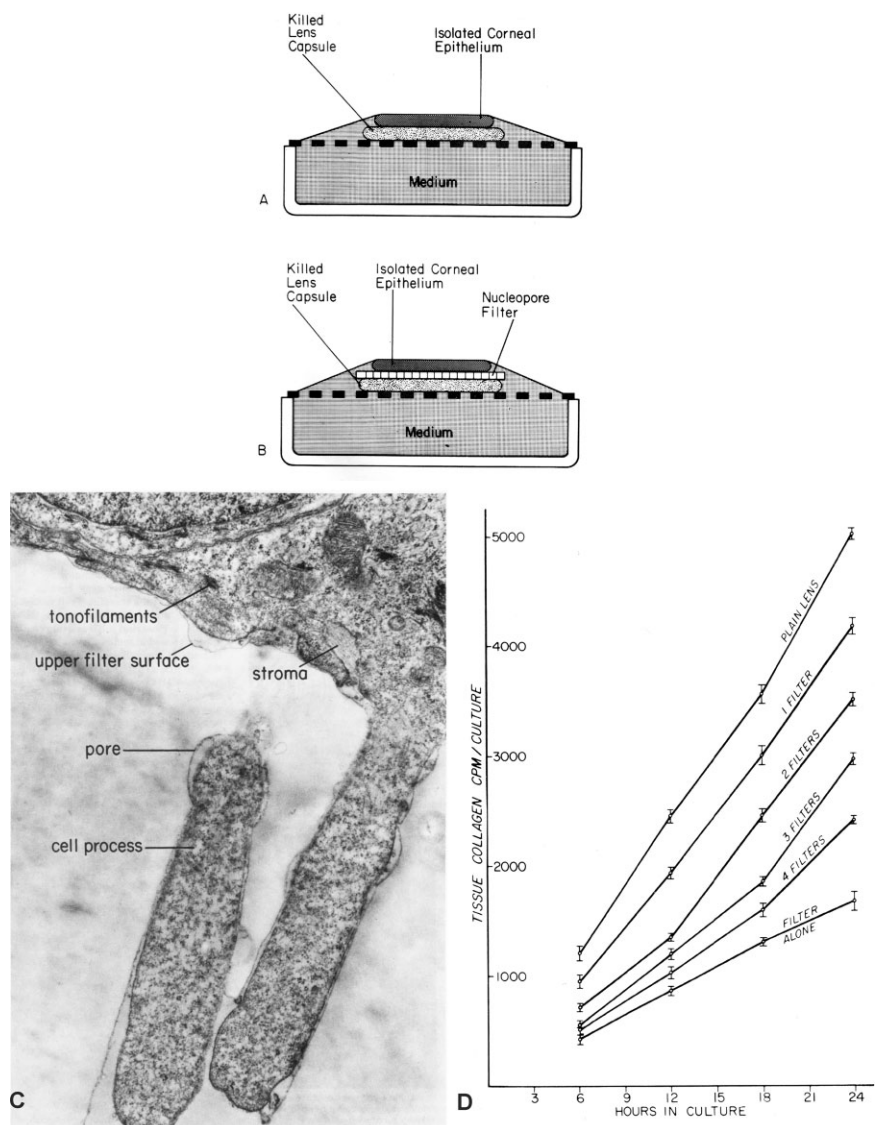 Killed
Lens
Capsule
Isolated Corneal
Epithelium
Medium
A
Killed
Lens
Capsule
Isolated Corneal
Epithelium
Nucleopore
Filter
Medium
B
tonofilaments
upper filter surface
stroma
pore
cell process
C
TISSUE COLLAGEN CPM / CULTURE
5000
4000
3000
2000
1000
PLAIN LENS
1 FILTER
2 FILTERS
3 FILTERS
4 FILTERS
FILTER
ALONE
3 6 9 12 15 18 21 24
HOURS IN CULTURE
D